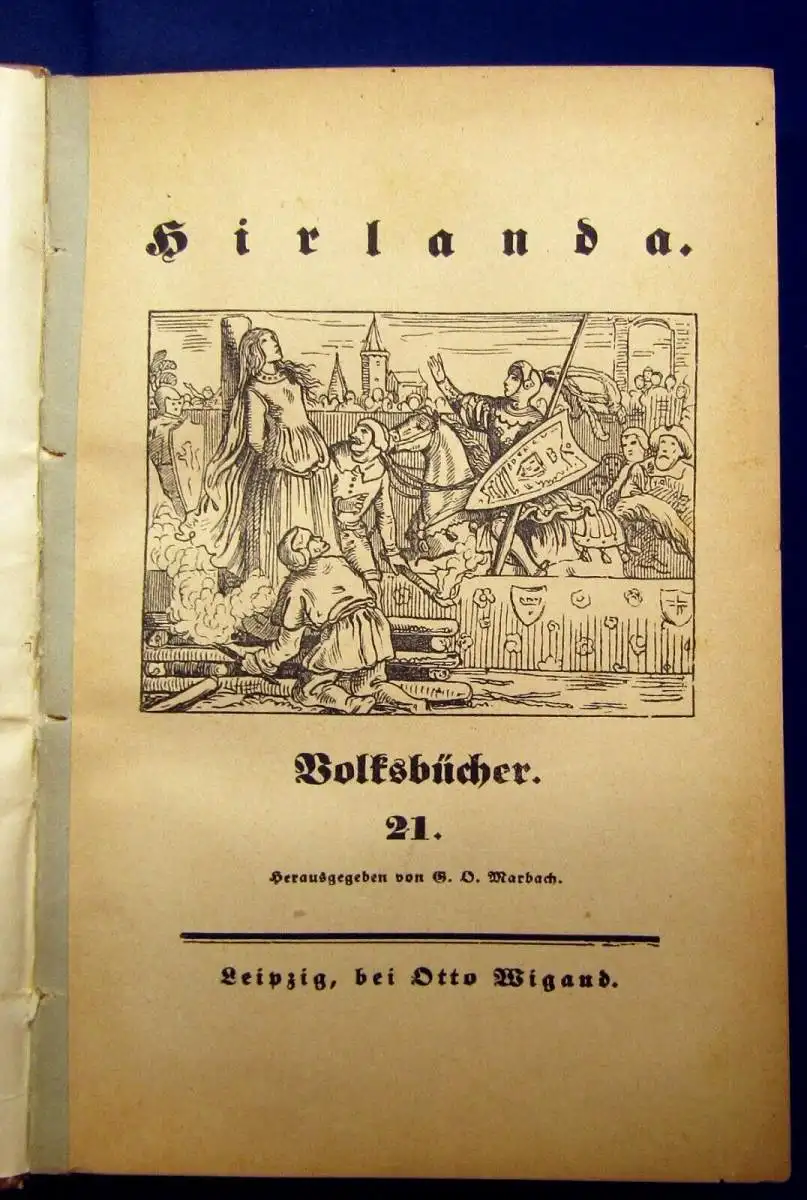 Hirlanda.
Volksbücher.
21.
Herausgegeben von G. O. Marbach.
Leipzig, bei Otto Wigand.